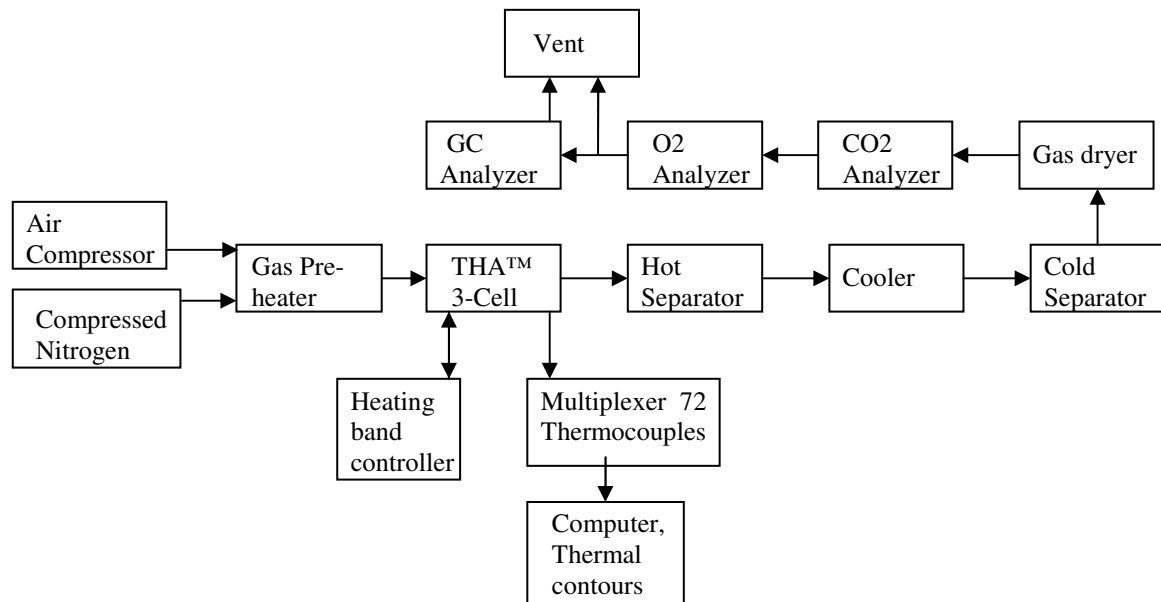 Vent
GC
Analyzer
O2
Analyzer
CO2
Analyzer
Gas dryer
Air
Compressor
Compressed
Nitrogen
Gas Pre-
heater
THA™
3-Cell
Hot
Separator
Cooler
Cold
Separator
Heating
band
controller
Multiplexer 72
Thermocouples
Computer,
Thermal
contours